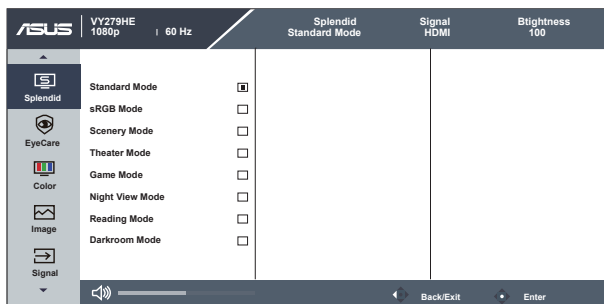 ASUS
VY279HE
1080p | 60 Hz
Splendid
Standard Mode
Signal
HDMI
Btightness
100
Splendid
EyeCare
Color
Image
Signal
Standard Mode
sRGB Mode
Scenery Mode
Theater Mode
Game Mode
Night View Mode
Reading Mode
Darkroom Mode
Back/Exit
Enter